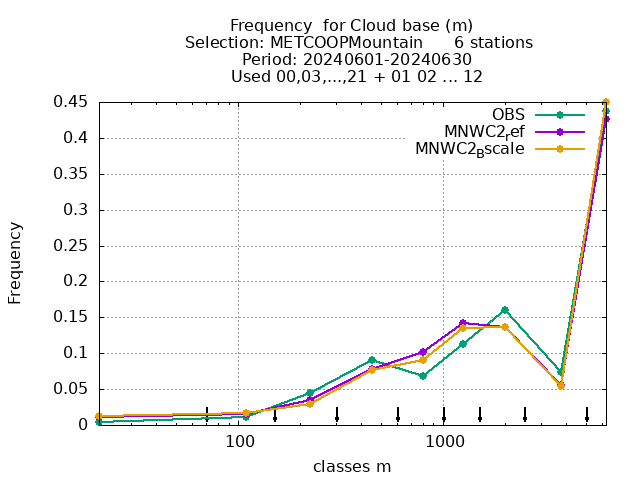 Frequency  for Cloud base (m)
Selection: METCOOPMountain      6 stations
Period: 20240601-20240630
Used 00,03,...,21 + 01 02 ... 12
0.45
0.4
0.35
0.3
0.25
0.2
0.15
0.1
0.05
0
Frequency
OBS
MNWC2ref
MNWC2Bscale
100
1000
classes m